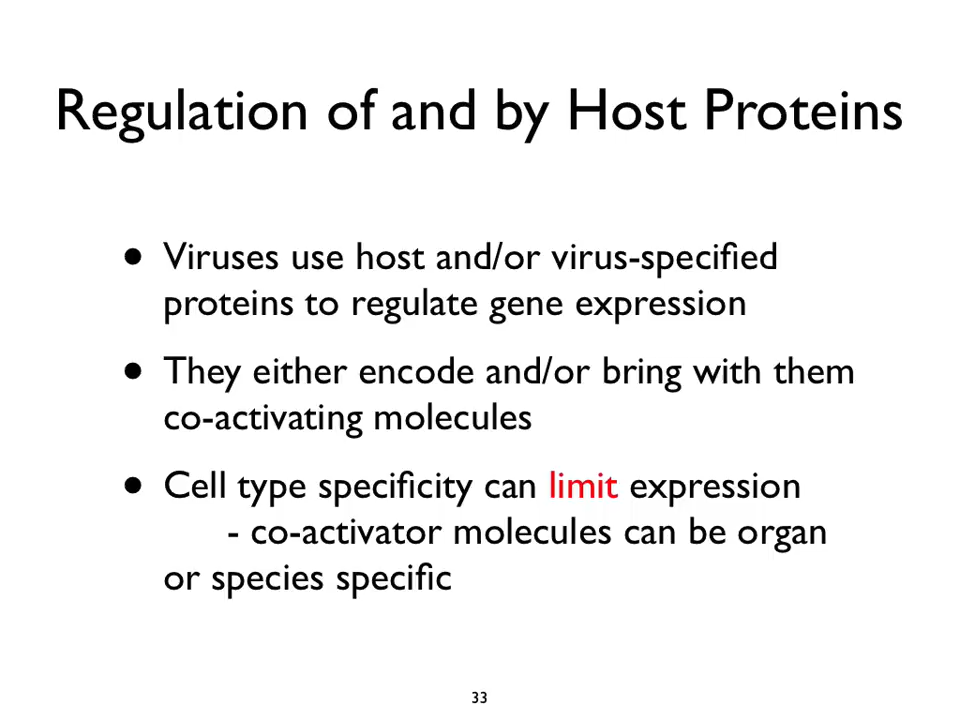 Regulation of and by Host Proteins
• Viruses use host and/or virus-specified
proteins to regulate gene expression
• They either encode and/or bring with them
co-activating molecules
• Cell type specificity can limit expression
- co-activator molecules can be organ
or species specific
33